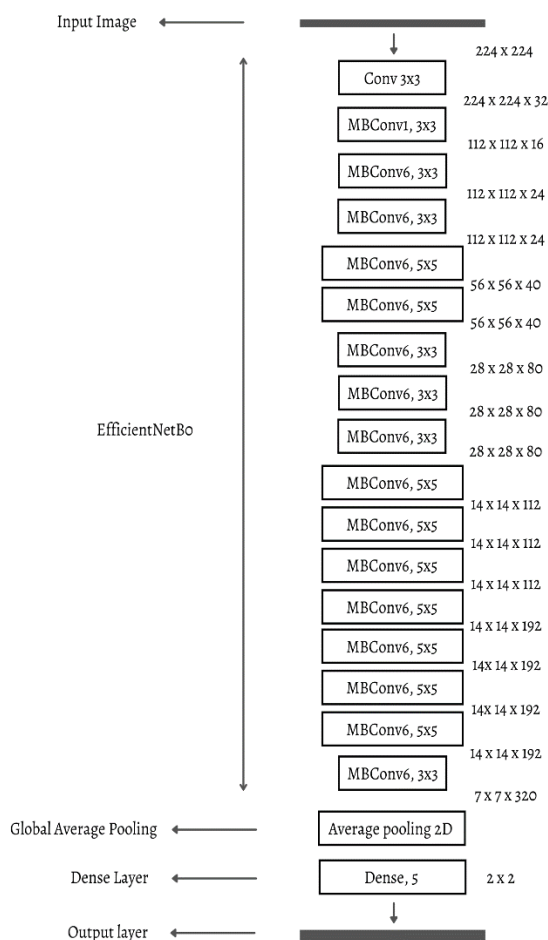 Input Image
224 x 224
Conv 3x3
224 x 224 x 32
MBConv1, 3x3
112 x 112 x 16
MBConv6, 3x3
112 x 112 x 24
MBConv6, 3x3
112 x 112 x 24
MBConv6, 5x5
56 x 56 x 40
MBConv6, 5x5
56 x 56 x 40
MBConv6, 3x3
28 x 28 x 80
MBConv6, 3x3
28 x 28 x 80
EfficientNetB0
MBConv6, 3x3
28 x 28 x 80
MBConv6, 5x5
14 x 14 x 112
MBConv6, 5x5
14 x 14 x 112
MBConv6, 5x5
14 x 14 x 112
MBConv6, 5x5
14 x 14 x 192
MBConv6, 5x5
14x 14 x 192
MBConv6, 5x5
14x 14 x 192
MBConv6, 5x5
14 x 14 x 192
MBConv6, 3x3
7 x 7 x 320
Global Average Pooling
Average pooling 2D
Dense Layer
Dense, 5
2 x 2
Output layer